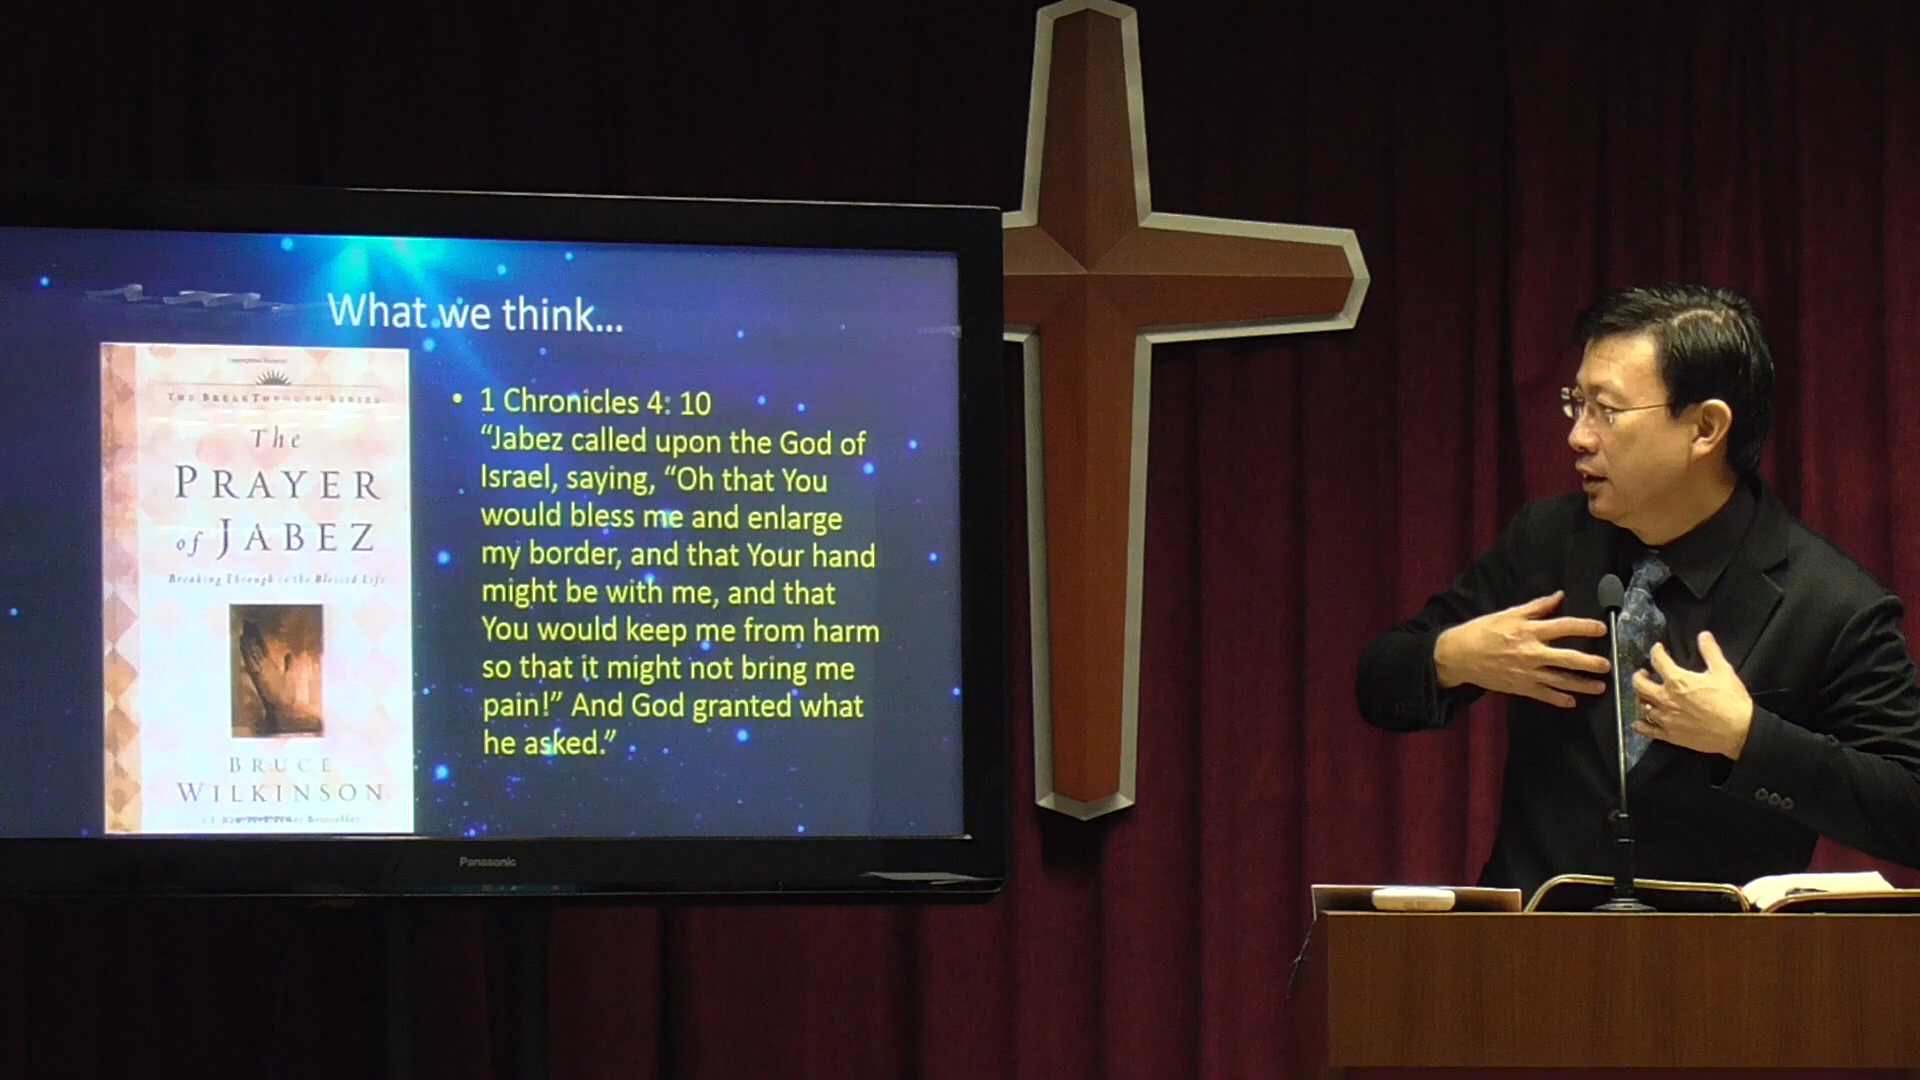 What we think...
THE BREAKTHROUGH SERIES
The
PRAYER
of JABEZ
Breaking Through to the Blessed Life
BRUCE
WILKINSON
• 1 Chronicles 4: 10
“Jabez called upon the God of
Israel, saying, “Oh that You
would bless me and enlarge
my border, and that Your hand
might be with me, and that
You would keep me from harm
so that it might not bring me
pain!” And God granted what
he asked.”
Panasonic